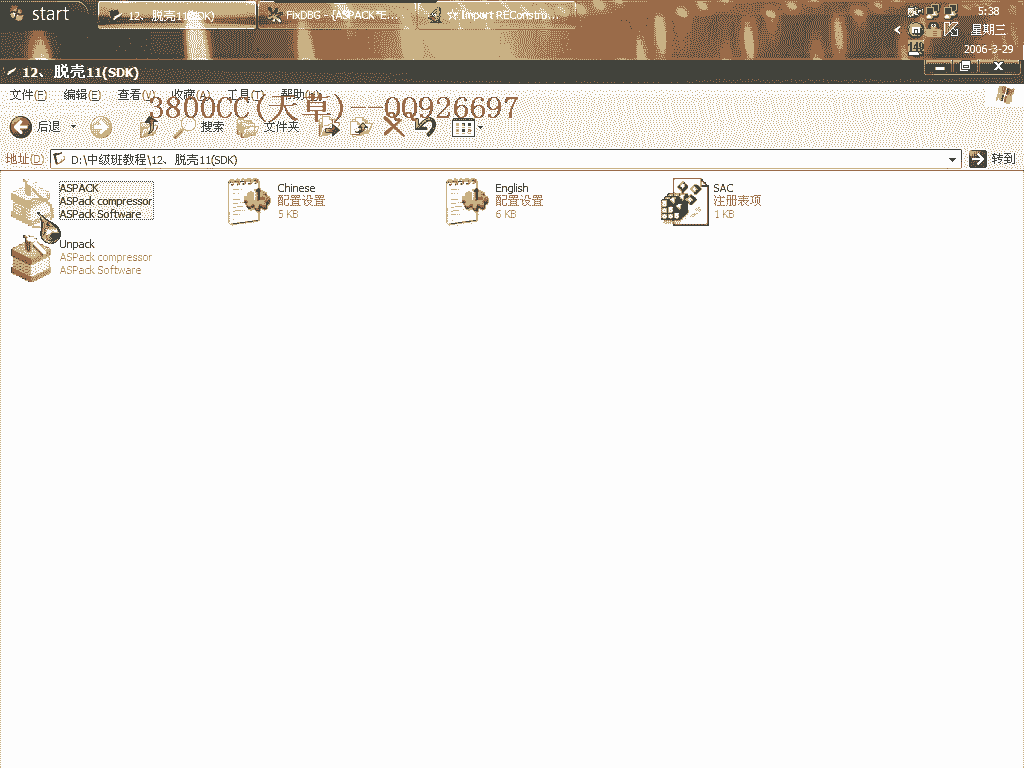 start
12、脱壳11(SDK)
FixDBG - [ASPACK*E...
☆ Import REConstru...
5:38
星期三
2006-3-29
149
12、脱壳11(SDK)
文件(F) 编辑(E) 查看(V) 收藏(A) 工具(T) 帮助(H)
3800CC(天草)--QQ926697
后退 搜索 文件夹
地址(D) D:\中级班教程\12、脱壳11(SDK) 转到
ASPACK
ASPack compressor
ASPack Software
Chinese
配置设置
5 KB
English
配置设置
6 KB
SAC
注册表项
1 KB
Unpack
ASPack compressor
ASPack Software